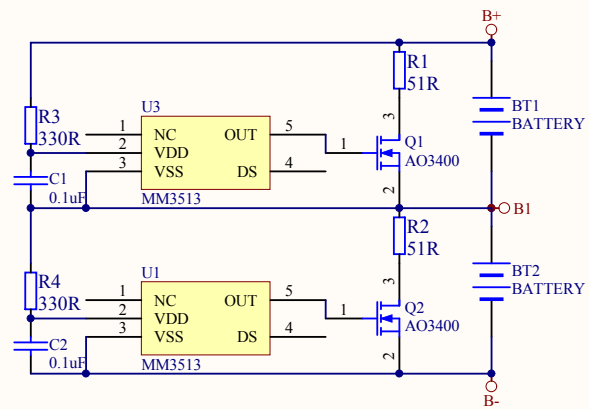 B+
R1
51R
R3
330R
U3
BT1
BATTERY
3
1 NC OUT 5
2 VDD
3 VSS DS 4
1
Q1
AO3400
2
C1
0.1uF
MM3513
B1
R2
51R
R4
330R
U1
BT2
BATTERY
3
1 NC OUT 5
2 VDD
3 VSS DS 4
1
Q2
AO3400
2
C2
0.1uF
MM3513
B-